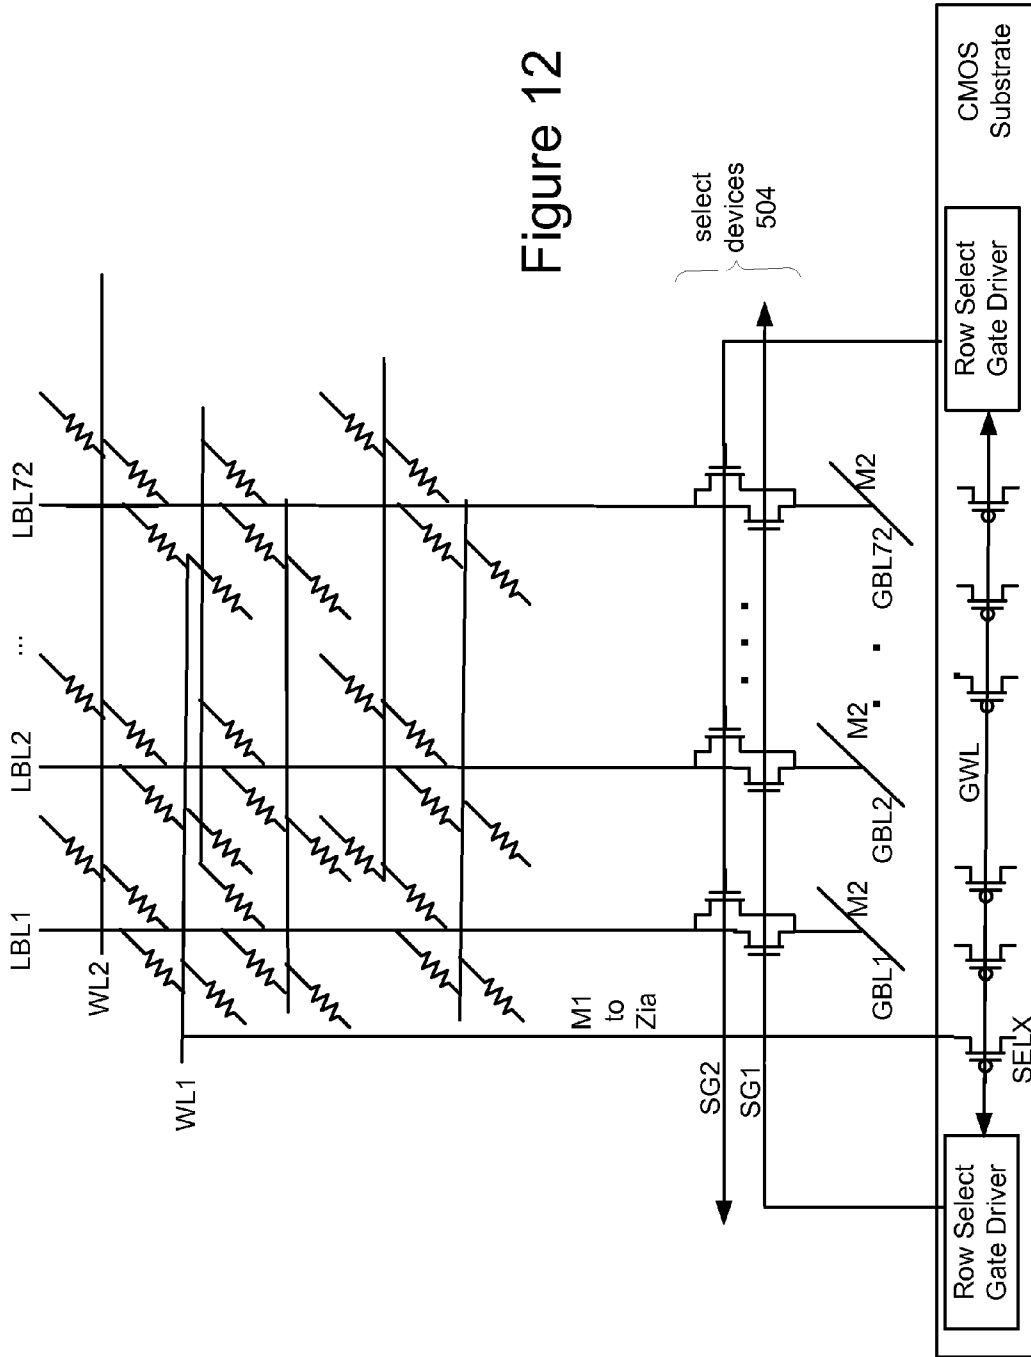 LBL1
LBL2
...
LBL72
WL2
WL1
Figure 12
M1
to
Zia
select
devices
504
SG2
SG1
M2
GBL1
M2
GBL2
M2
GBL72
GWL
SELX
Row Select
Gate Driver
Row Select
Gate Driver
CMOS
Substrate